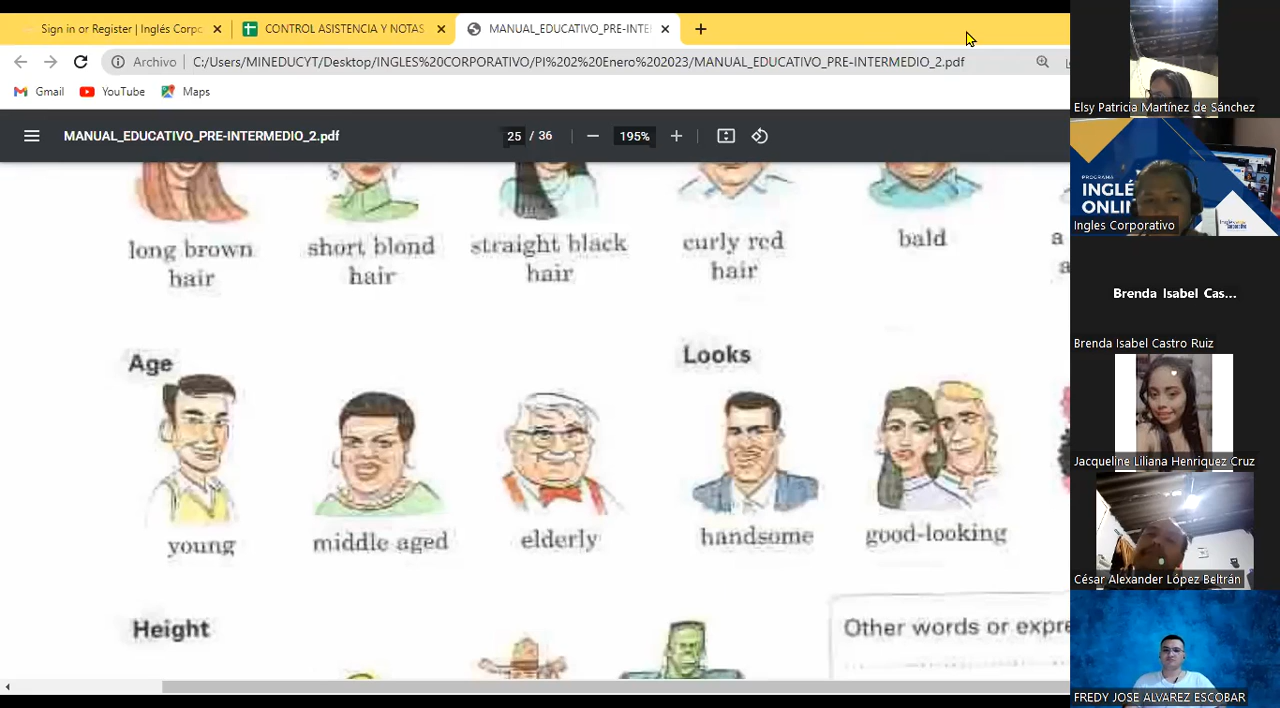 Sign in or Register | Inglés Corpo
CONTROL ASISTENCIA Y NOTAS
MANUAL_EDUCATIVO_PRE-INTERME
Archivo
C:/Users/MINEDUCYT/Desktop/INGLES%20CORPORATIVO/PI%202%20Enero%202023/MANUAL_EDUCATIVO_PRE-INTERMEDIO_2.pdf
Gmail
YouTube
Maps
MANUAL_EDUCATIVO_PRE-INTERMEDIO_2.pdf
25 / 36
195%
long brown
hair
short blond
hair
straight black
hair
curly red
hair
bald
a
a
Age
Looks
young
middle aged
elderly
handsome
good-looking
Height
Other words or expre
Elsy Patricia Martínez de Sánchez
PROGRAMA
INGLÉ
ONLIN
Ingles Corporativo
Brenda Isabel Cas...
Brenda Isabel Castro Ruiz
Jacqueline Liliana Henriquez Cruz
César Alexander López Beltrán
FREDY JOSE ALVAREZ ESCOBAR